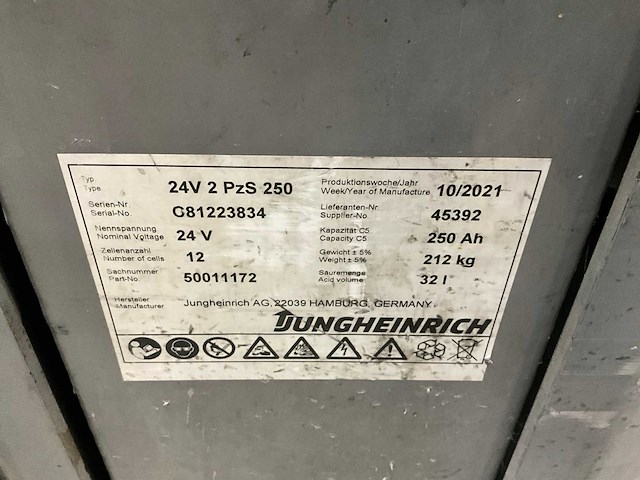 Typ
Type
24V 2 PzS 250
Produktionswoche/Jahr
Week/Year of Manufacture
10/2021
Serien-Nr.
Serial-No.
C81223834
Lieferanten-Nr.
Supplier-No
45392
Nennspannung
Nominal Voltage
24 V
Kapazität C5
Capacity C5
250 Ah
Zellenanzahl
Number of cells
12
Gewicht ± 5%
Weight ± 5%
212 kg
Sachnummer
Part-No.
50011172
Säuremenge
Acid volume
32 l
Hersteller
Manufacturer
Jungheinrich AG, 22039 HAMBURG, GERMANY
JUNGHEINRICH